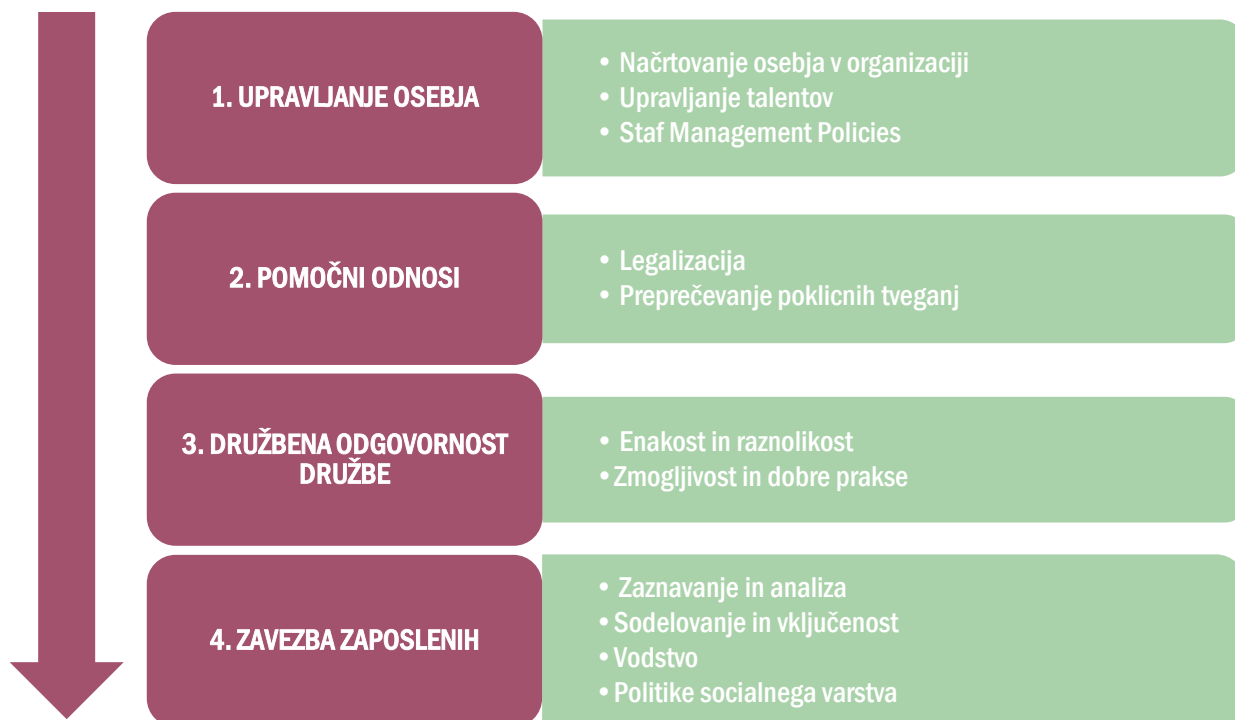 1. UPRAVLJANJE OSEBJA
• Načrtovanje osebja v organizaciji
• Upravljanje talentov
• Staf Management Policies
2. POMOČNI ODNOSI
• Legalizacija
• Preprečevanje poklicnih tveganj
3. DRUŽBENA ODGOVORNOST
DRUŽBE
• Enakost in raznolikost
• Zmogljivost in dobre prakse
4. ZAVEZBA ZAPOSLENIH
• Zaznavanje in analiza
• Sodelovanje in vključenost
• Vodstvo
• Politike socialnega varstva